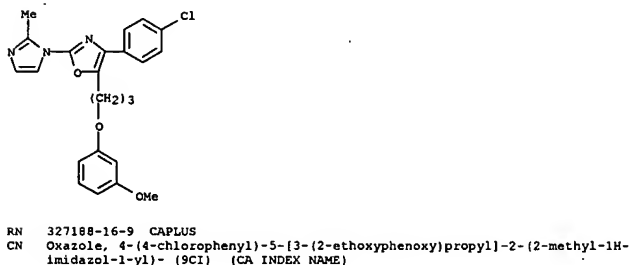 Me
Cl
N
N
N
O
(CH2)3
O
OMe
RN 327188-16-9 CAPLUS
CN Oxazole, 4-(4-chlorophenyl)-5-[3-(2-ethoxyphenoxy)propyl]-2-(2-methyl-1H-
imidazol-1-yl)- (9CI) (CA INDEX NAME)